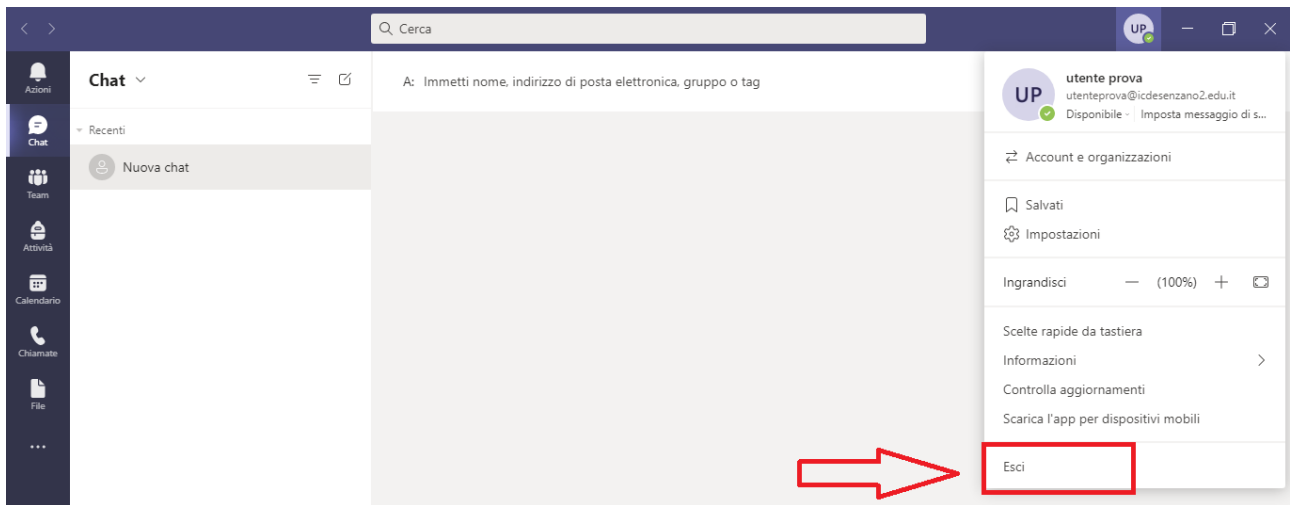 Cerca
UP
Azioni
Chat
Team
Attività
Calendario
Chiamate
File
Chat
Recenti
Nuova chat
A: Immetti nome, indirizzo di posta elettronica, gruppo o tag
UP
utente prova
utenteprova@icdesenzano2.edu.it
Disponibile Imposta messaggio di s...
Account e organizzazioni
Salvati
Impostazioni
Ingrandisci — (100%) +
Scelte rapide da tastiera
Informazioni
Controlla aggiornamenti
Scarica l'app per dispositivi mobili
Esci